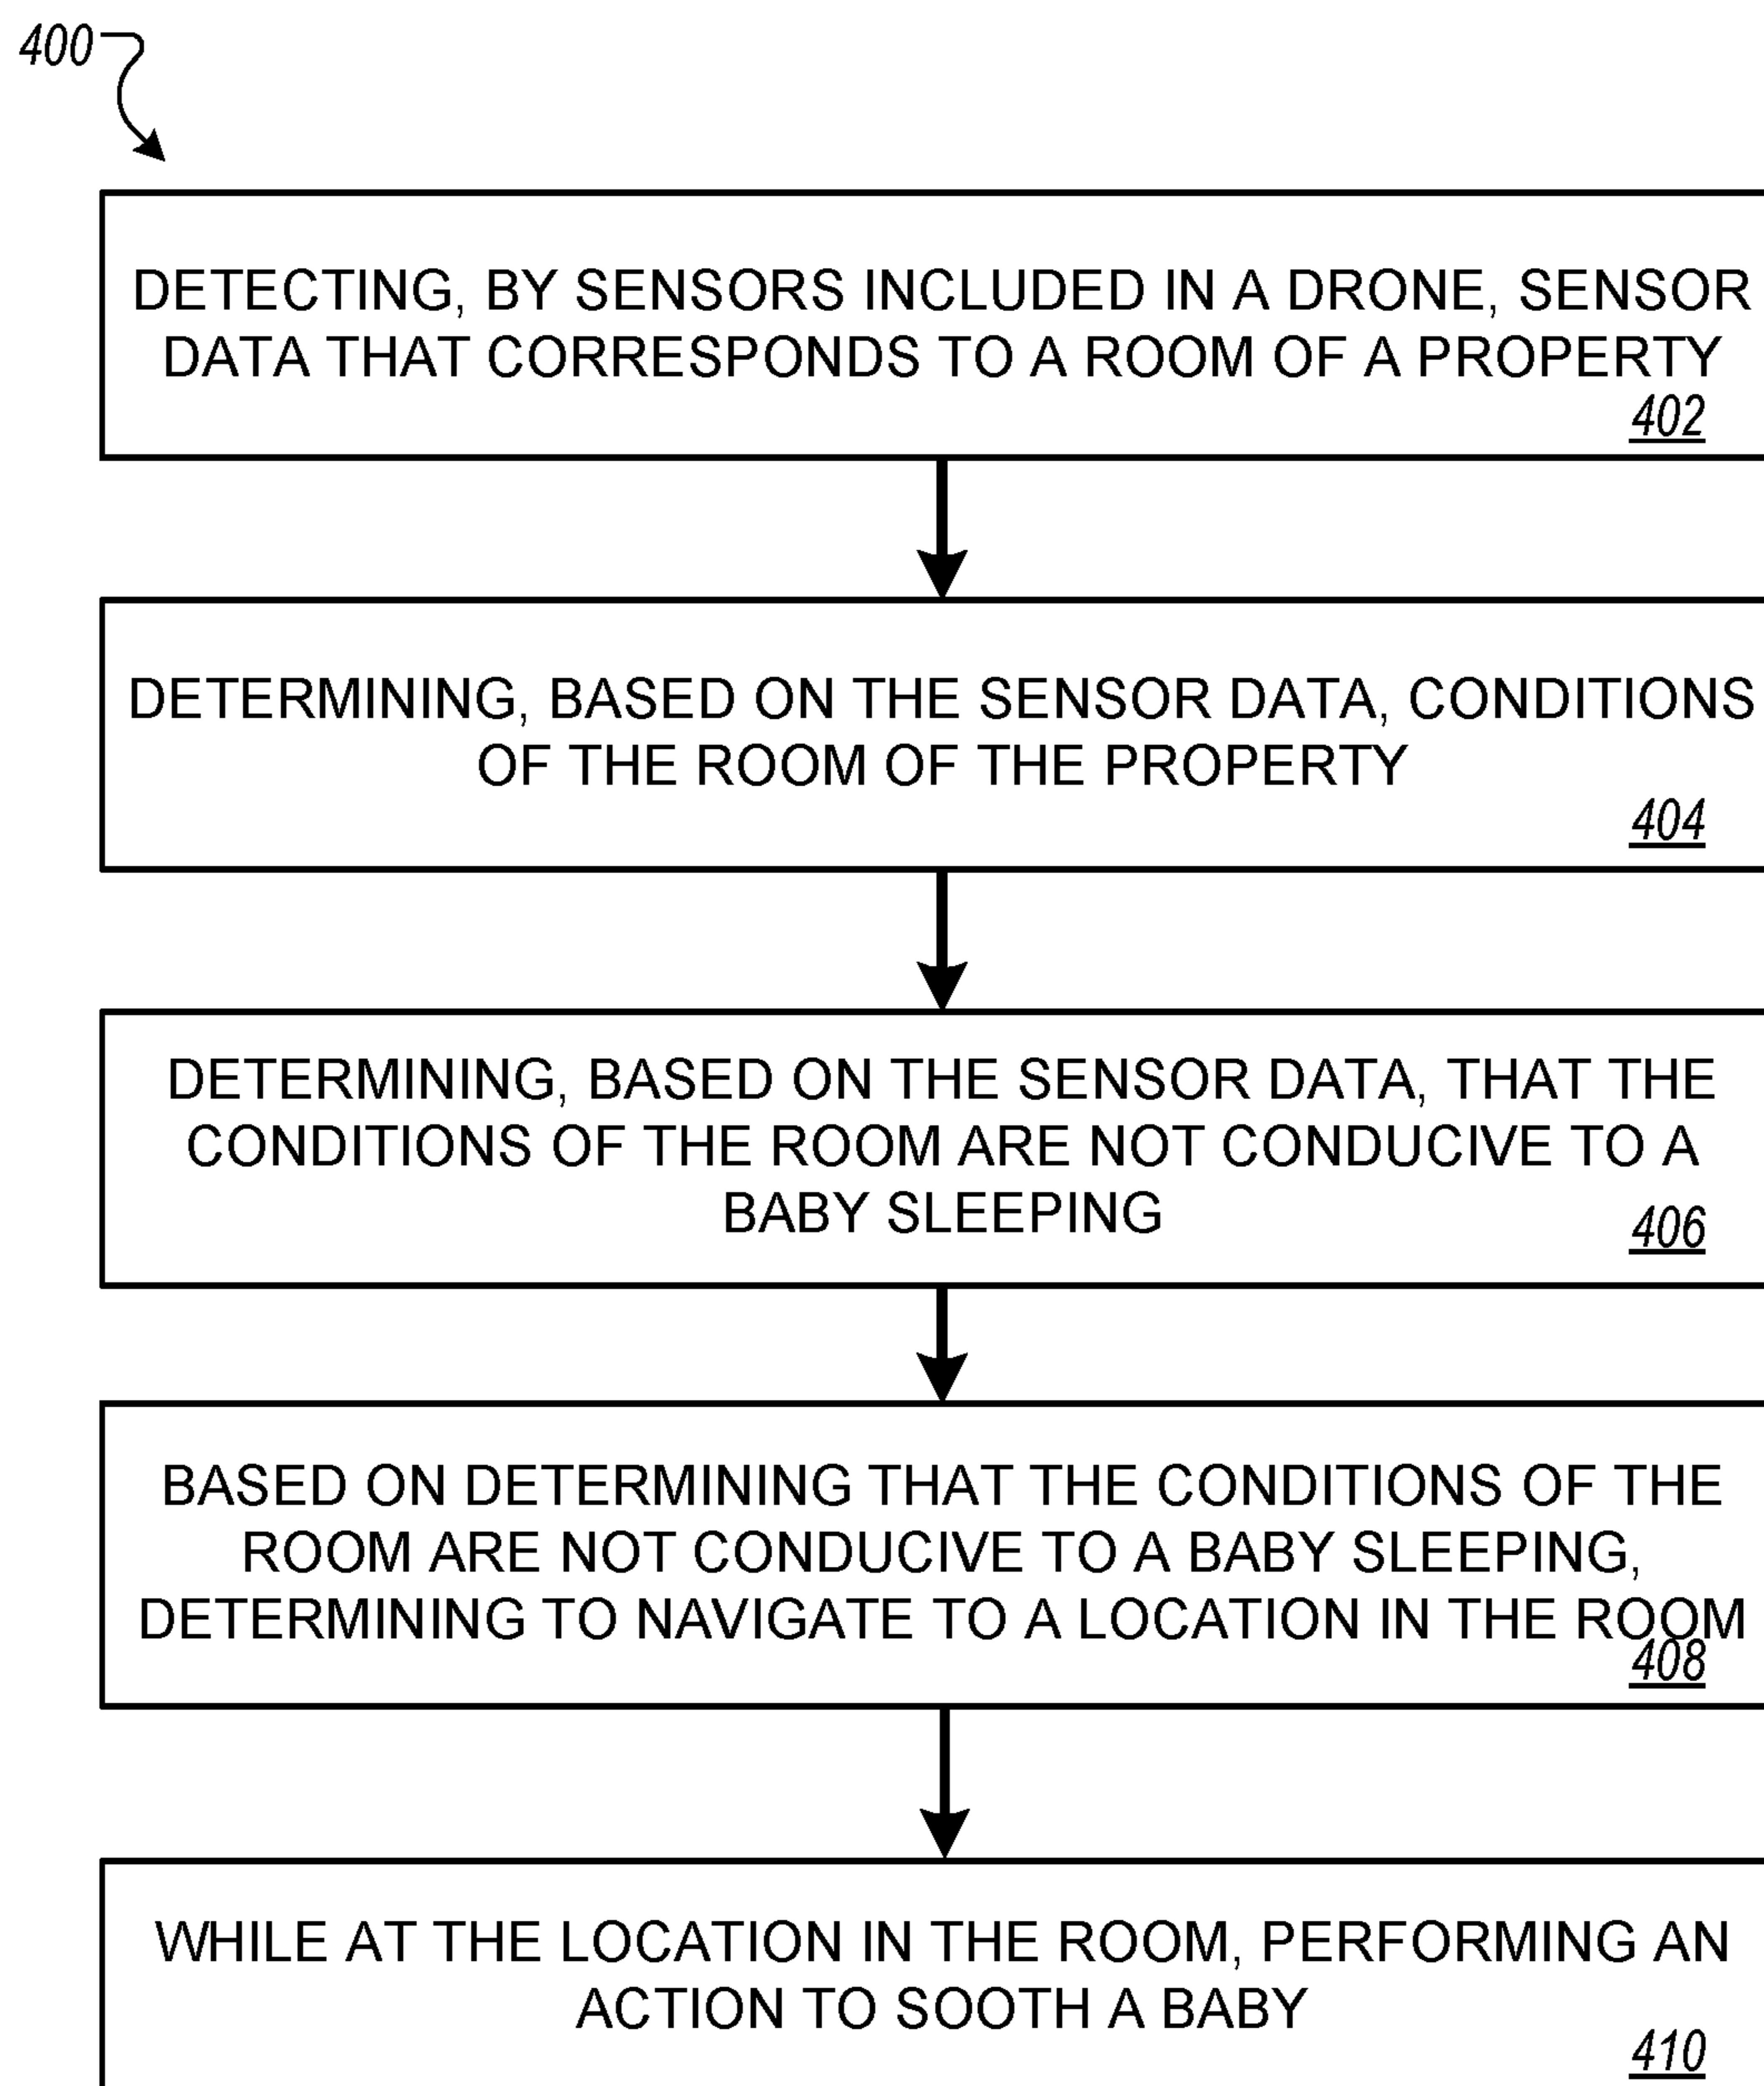 400
DETECTING, BY SENSORS INCLUDED IN A DRONE, SENSOR
DATA THAT CORRESPONDS TO A ROOM OF A PROPERTY
402
DETERMINING, BASED ON THE SENSOR DATA, CONDITIONS
OF THE ROOM OF THE PROPERTY
404
DETERMINING, BASED ON THE SENSOR DATA, THAT THE
CONDITIONS OF THE ROOM ARE NOT CONDUCIVE TO A
BABY SLEEPING
406
BASED ON DETERMINING THAT THE CONDITIONS OF THE
ROOM ARE NOT CONDUCIVE TO A BABY SLEEPING,
DETERMINING TO NAVIGATE TO A LOCATION IN THE ROOM
408
WHILE AT THE LOCATION IN THE ROOM, PERFORMING AN
ACTION TO SOOTH A BABY
410